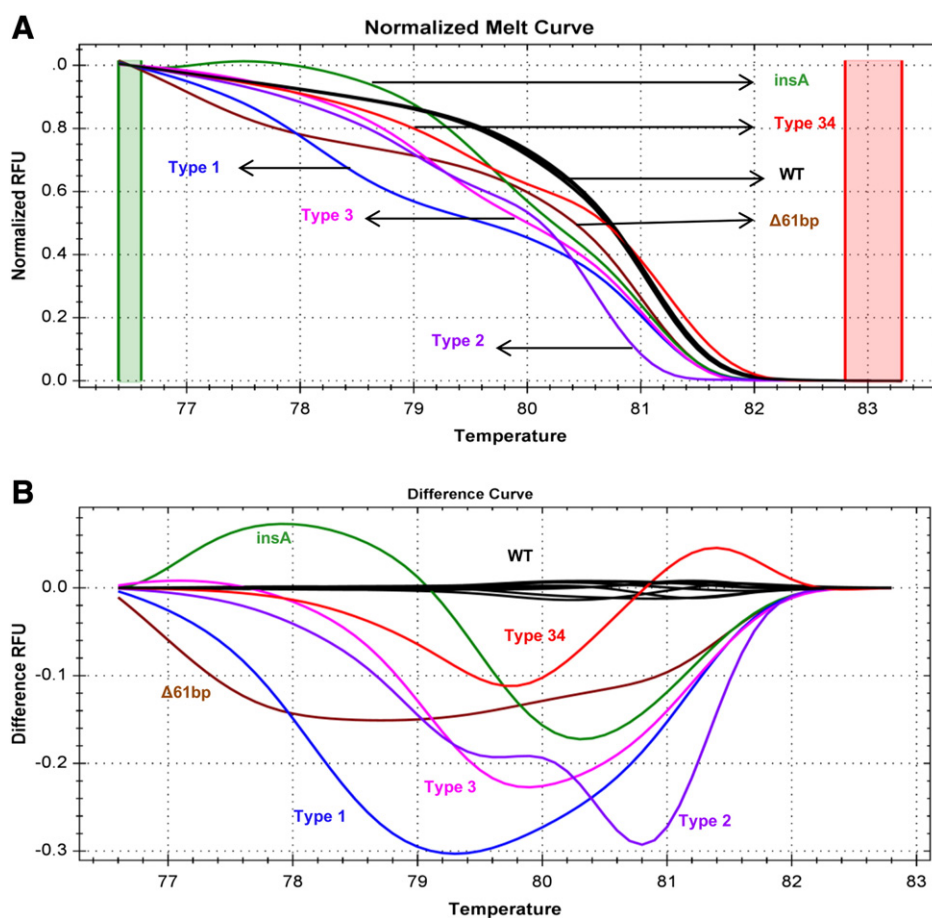 A
Normalized Melt Curve
Normalized RFU
.0
0.8
0.6
0.4
0.2
0.0
insA
Type 34
WT
Δ61bp
Type 1
Type 3
Type 2
77 78 79 80 81 82 83
Temperature
B
Difference Curve
Difference RFU
0.0
-0.1
-0.2
-0.3
insA
WT
Type 34
Δ61bp
Type 3
Type 1
Type 2
77 78 79 80 81 82 83
Temperature